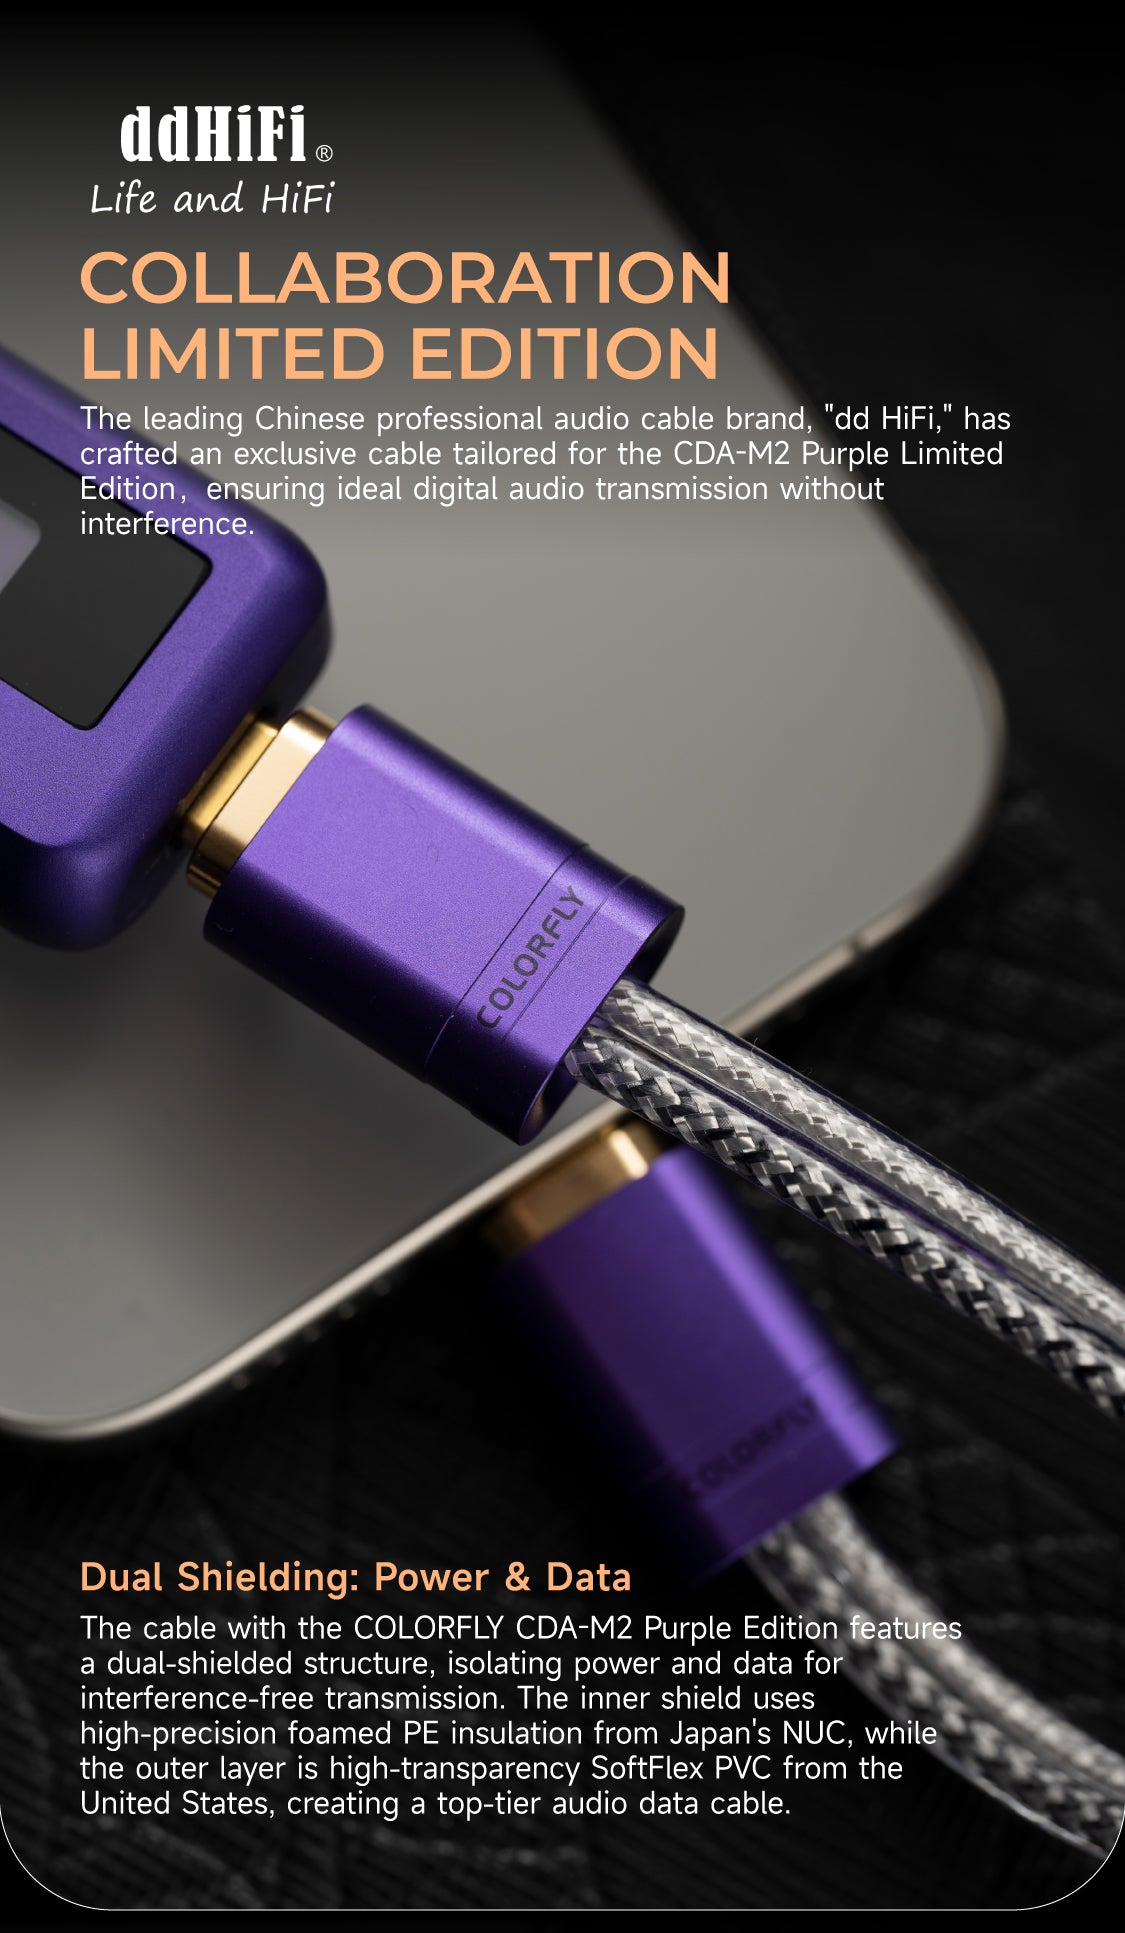 ddHiFi®
Life and HiFi
COLLABORATION
LIMITED EDITION
The leading Chinese professional audio cable brand, "dd HiFi," has
crafted an exclusive cable tailored for the CDA-M2 Purple Limited
Edition，ensuring ideal digital audio transmission without
interference.
COLORFLY
COLORFLY
Dual Shielding: Power & Data
The cable with the COLORFLY CDA-M2 Purple Edition features
a dual-shielded structure, isolating power and data for
interference-free transmission. The inner shield uses
high-precision foamed PE insulation from Japan's NUC, while
the outer layer is high-transparency SoftFlex PVC from the
United States, creating a top-tier audio data cable.